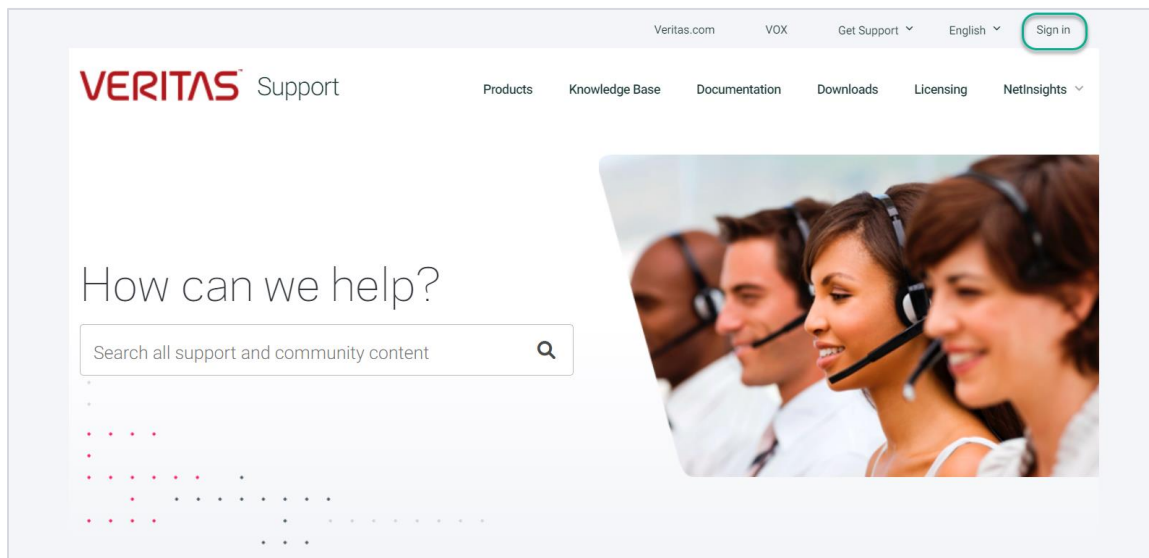 Veritas.com VOX Get Support English Sign in
VERITAS™ Support
Products Knowledge Base Documentation Downloads Licensing NetInsights
How can we help?
Search all support and community content